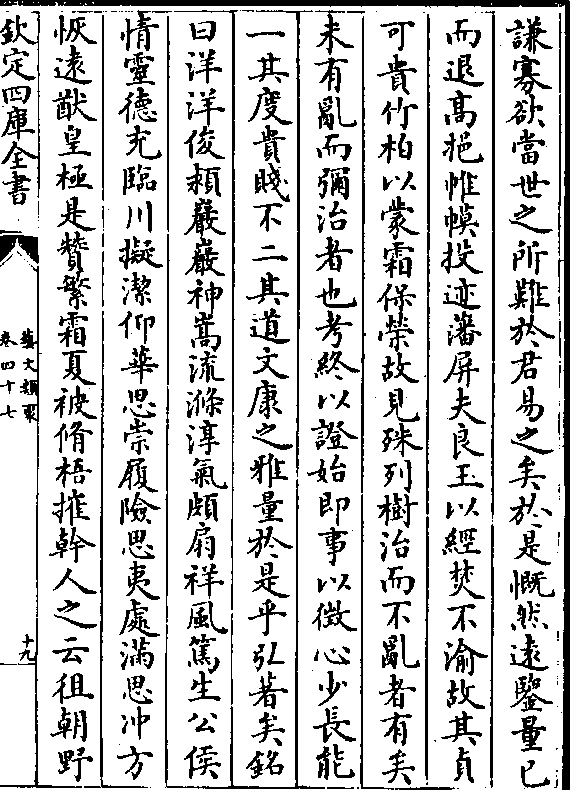 謙寡欲當世之所難於君易之矣於是慨然遠鑒量已
而退高挹帷幙投迹藩屏夫良玉以經焚不渝故其貞
可貴竹柏以蒙霜保榮故見殊列樹治而不亂者有矣
未有亂而彌治者也考終以證始即事以徵心少長能
一其度貴賤不二其道文康之雅量於是乎弘著矣銘
曰洋洋俊潁巖巖神嵩流滌淳氣頗扇祥風篤生公侯
情靈德充臨川擬潔仰華思崇履險思夷處滿思冲方
恢遠猷皇極是贊繁霜夏被脩梧摧幹人之云徂朝野
欽定四庫全書
藝文類聚
卷四十七
十九